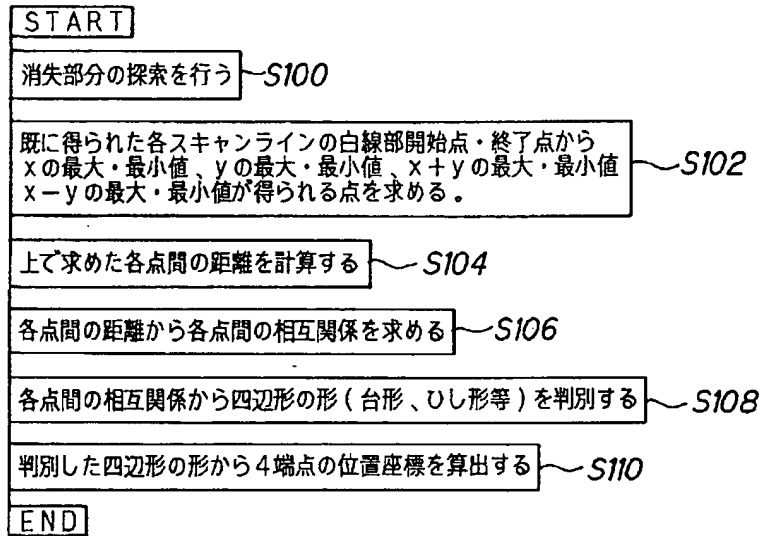 START
消失部分の探索を行う S100
既に得られた各スキャンラインの白線部開始点・終了点から
xの最大・最小値、yの最大・最小値、x+yの最大・最小値 S102
x-yの最大・最小値が得られる点を求める。
上で求めた各点間の距離を計算する S104
各点間の距離から各点間の相互関係を求める S106
各点間の相互関係から四辺形の形(台形、ひし形等)を判別する S108
判別した四辺形の形から4端点の位置座標を算出する S110
END